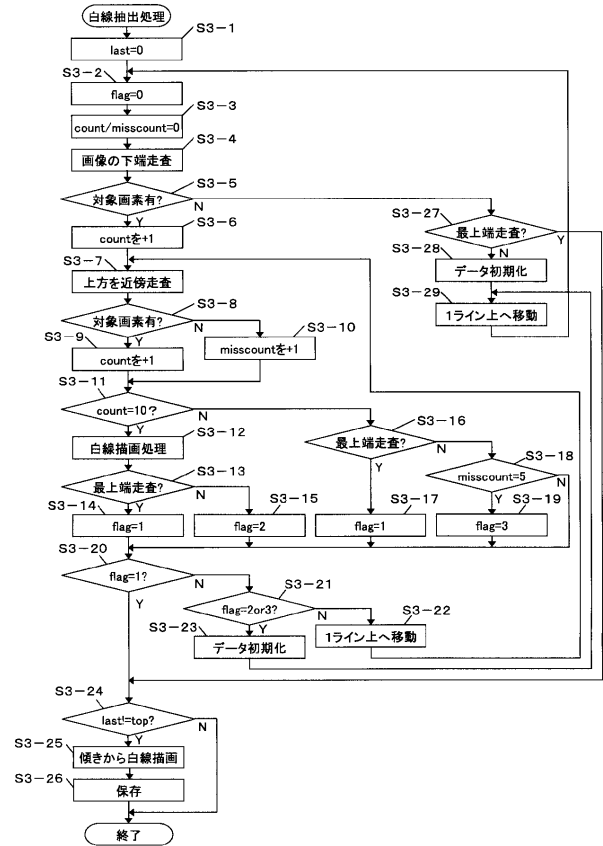 白線抽出処理
S3-1
last=0
S3-2
flag=0
S3-3
count/misscount=0
S3-4
画像の下端走査
S3-5
対象画素有?
N
Y
S3-6
countを+1
S3-27
最上端走査?
Y
N
S3-28
データ初期化
S3-29
1ライン上へ移動
S3-7
上方を近傍走査
S3-8
対象画素有?
N
Y
S3-9
countを+1
S3-10
misscountを+1
S3-11
count=10?
N
Y
S3-12
白線描画処理
S3-13
最上端走査?
N
Y
S3-16
最上端走査?
N
Y
S3-18
misscount=5
N
Y
S3-14
flag=1
S3-15
flag=2
S3-17
flag=1
S3-19
flag=3
S3-20
flag=1?
N
Y
S3-21
flag=2or3?
N
Y
S3-22
1ライン上へ移動
S3-23
データ初期化
S3-24
last!=top?
N
Y
S3-25
傾きから白線描画
S3-26
保存
終了